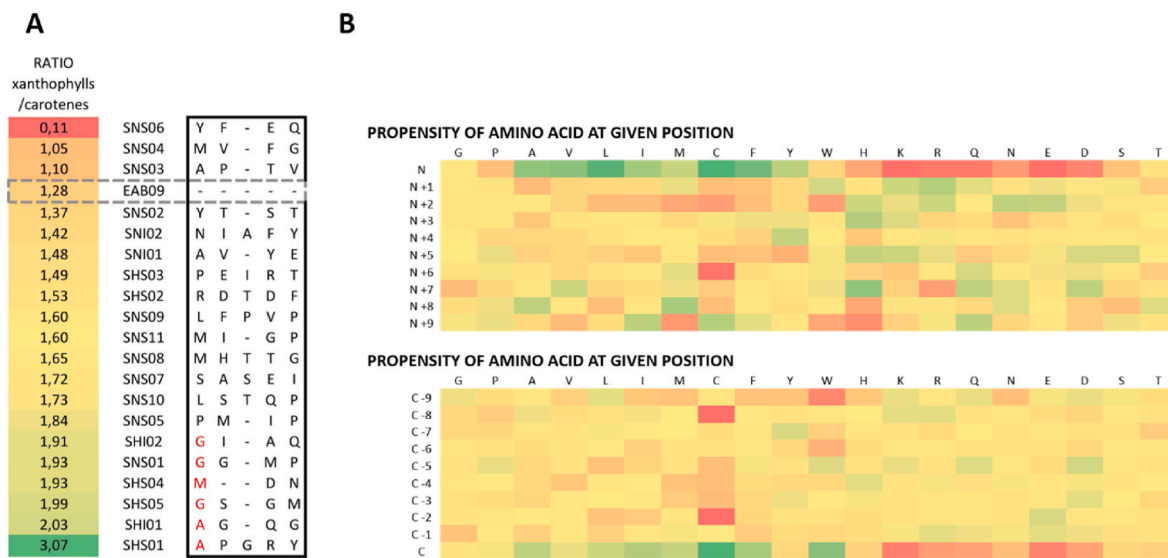 A
B
RATIO
xanthophylls
/carotenes
0,11 SNS06 Y F - E Q
1,05 SNS04 M V - F G
1,10 SNS03 A P - T V
1,28 EAB09 - - - - -
1,37 SNS02 Y T - S T
1,42 SNI02 N I A F Y
1,48 SNI01 A V - Y E
1,49 SHS03 P E I R T
1,53 SHS02 R D T D F
1,60 SNS09 L F P V P
1,60 SNS11 M I - G P
1,65 SNS08 M H T T G
1,72 SNS07 S A S E I
1,73 SNS10 L S T Q P
1,84 SNS05 P M - I P
1,91 SHI02 G I - A Q
1,93 SNS01 G G - M P
1,93 SHS04 M - - D N
1,99 SHS05 G S - G M
2,03 SHI01 A G - Q G
3,07 SHS01 A P G R Y
PROPENSITY OF AMINO ACID AT GIVEN POSITION
G P A V L I M C F Y W H K R Q N E D S T
N
N +1
N +2
N +3
N +4
N +5
N +6
N +7
N +8
N +9
PROPENSITY OF AMINO ACID AT GIVEN POSITION
G P A V L I M C F Y W H K R Q N E D S T
C -9
C -8
C -7
C -6
C -5
C -4
C -3
C -2
C -1
C